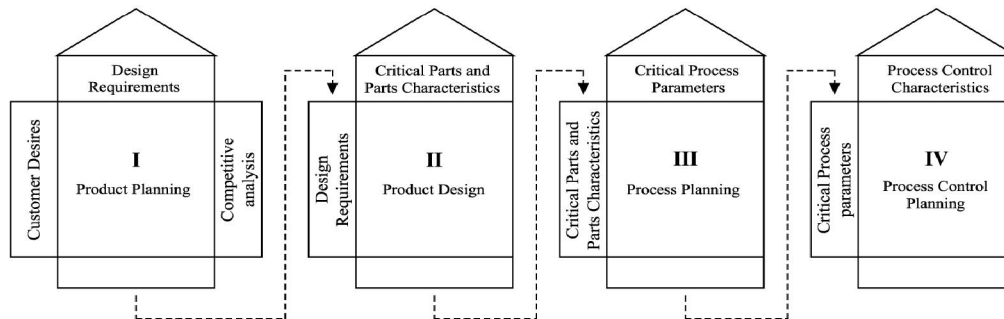 Design
Requirements
Customer Desires
I
Product Planning
Competitive
analysis
Critical Parts and
Parts Characteristics
Design
Requirements
II
Product Design
Critical Process
Parameters
Critical Parts and
Parts Characteristics
III
Process Planning
Process Control
Characteristics
Critical Process
parameters
IV
Process Control
Planning